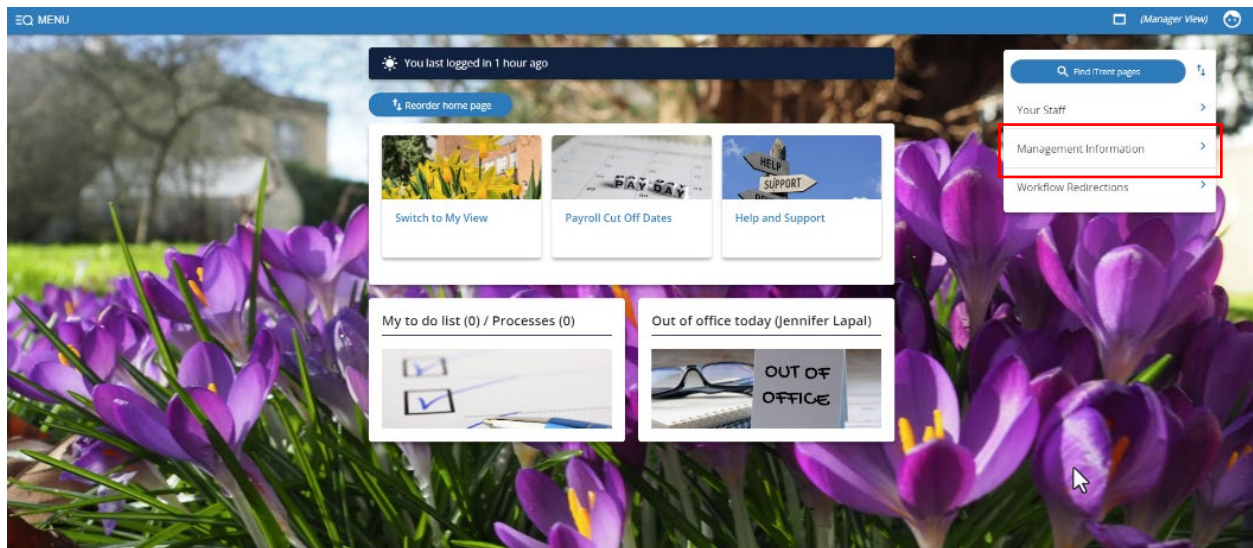 MENU
(Manager View)
You last logged in 1 hour ago
Reorder home page
Switch to My View
PAY DAY
Payroll Cut Off Dates
HELP
SUPPORT
Help and Support
My to do list (0) / Processes (0)
Out of office today (Jennifer Lapal)
OUT OF
OFFICE
Find iTrent pages
Your Staff
Management Information
Workflow Redirections